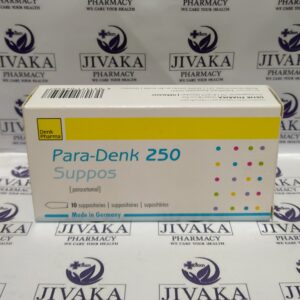 JIVAKA
PHARMACY
WE CARE YOUR HEALTH
Denk
Pharma
Para-Denk 250
Suppos
[paracetamol]
10 suppositories | suppositoires | supositórios
Made in Germany